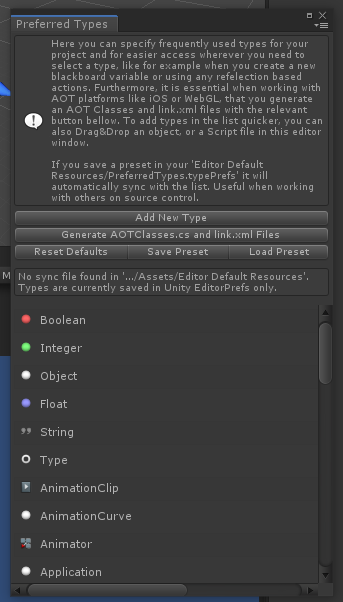 Preferred Types
Here you can specify frequently used types for your
project and for easier access wherever you need to
select a type, like for example when you create a new
blackboard variable or using any refelection based
actions. Furthermore, it is essential when working with
AOT platforms like iOS or WebGL, that you generate
an AOT Classes and link.xml files with the relevant
button bellow. To add types in the list quicker, you can
also Drag&Drop an object, or a Script file in this editor
window.
If you save a preset in your 'Editor Default
Resources/PreferredTypes.typePrefs' it will
automatically sync with the list. Useful when working
with others on source control.
Add New Type
Generate AOTClasses.cs and link.xml Files
Reset Defaults Save Preset Load Preset
M
No sync file found in '.../Assets/Editor Default Resources'.
Types are currently saved in Unity EditorPrefs only.
Boolean
Integer
Object
Float
String
Type
AnimationClip
AnimationCurve
Animator
Application